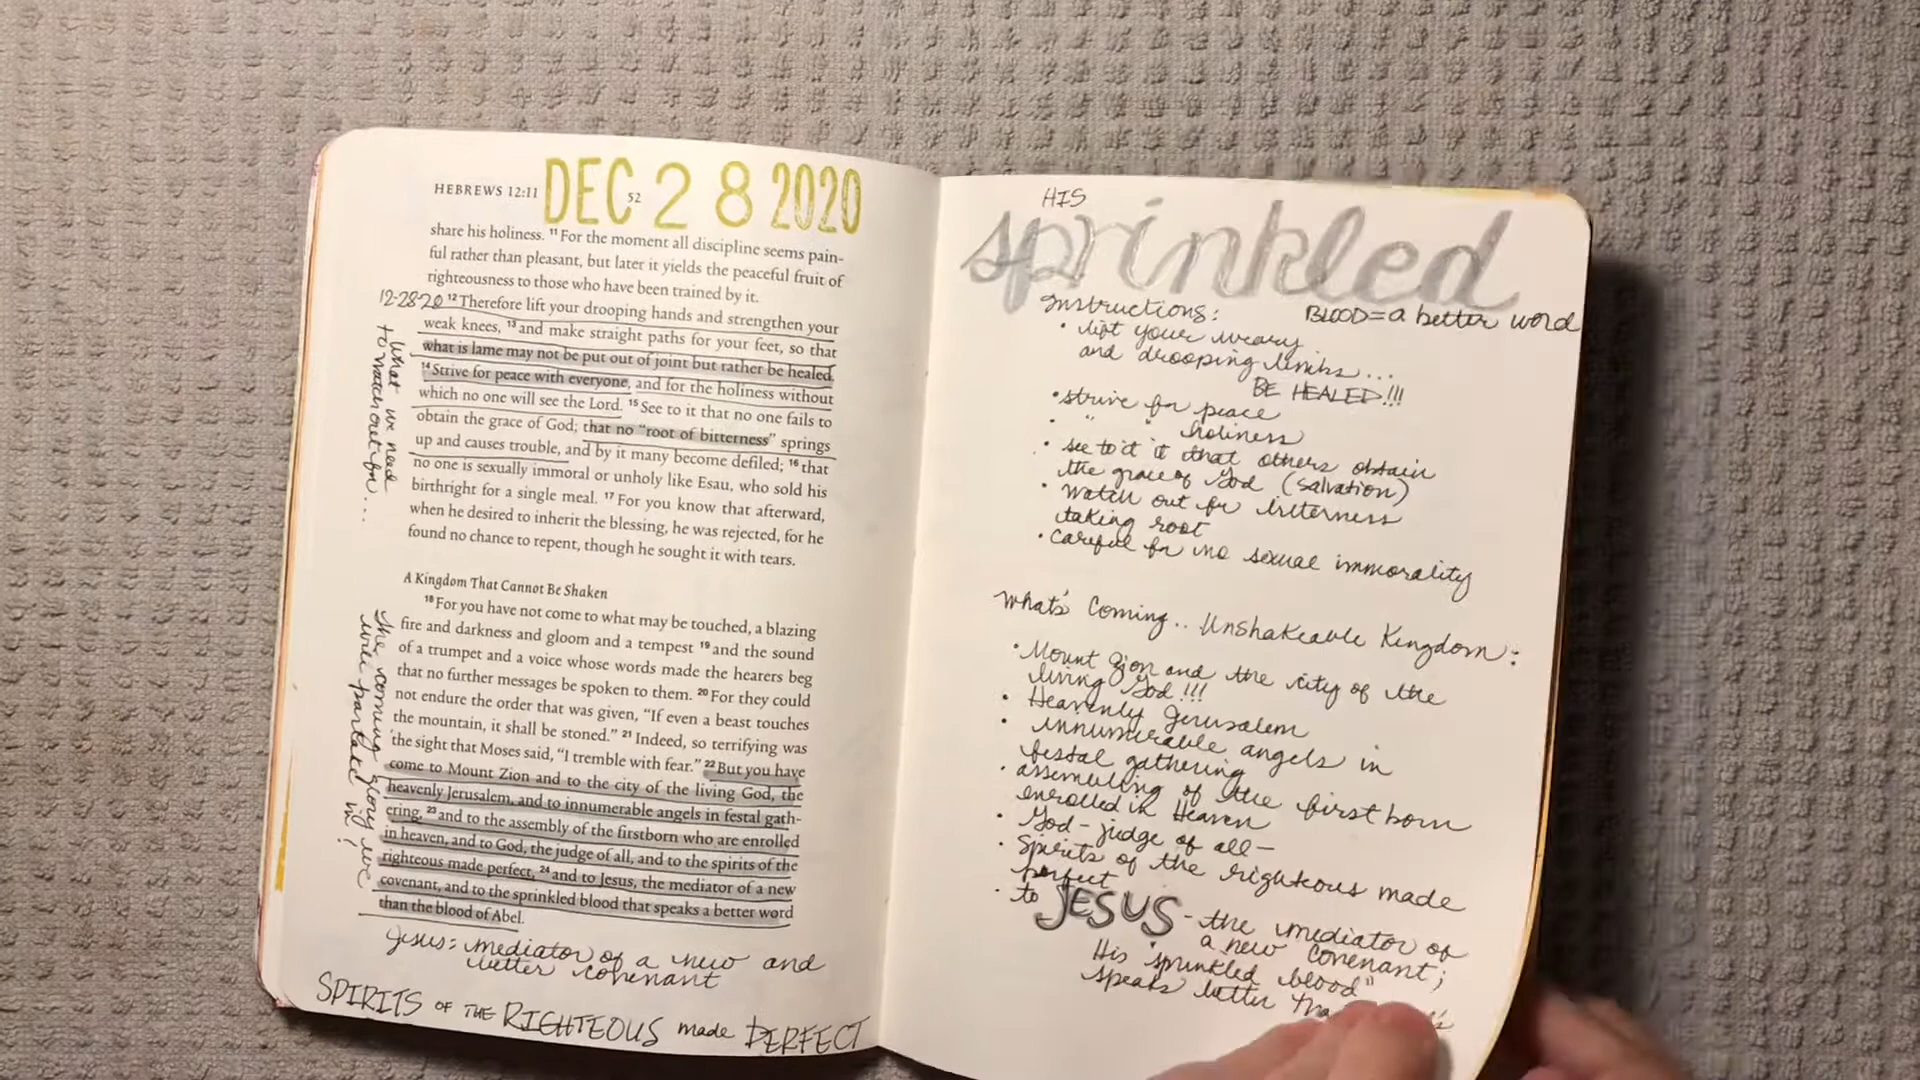 HEBREWS 12:11
52
DEC 28 2020
share his holiness. 11 For the moment all discipline seems pain-
ful rather than pleasant, but later it yields the peaceful fruit of
righteousness to those who have been trained by it.
12-28-20
12 Therefore lift your drooping hands and strengthen your
weak knees, 13 and make straight paths for your feet, so that
what is lame may not be put out of joint but rather be healed.
14 Strive for peace with everyone, and for the holiness without
which no one will see the Lord. 15 See to it that no one fails to
obtain the grace of God; that no "root of bitterness" springs
up and causes trouble, and by it many become defiled; 16 that
no one is sexually immoral or unholy like Esau, who sold his
birthright for a single meal. 17 For you know that afterward,
when he desired to inherit the blessing, he was rejected, for he
found no chance to repent, though he sought it with tears.
what we need
to watch out for...
A Kingdom That Cannot Be Shaken
18 For you have not come to what may be touched, a blazing
fire and darkness and gloom and a tempest 19 and the sound
of a trumpet and a voice whose words made the hearers beg
that no further messages be spoken to them. 20 For they could
not endure the order that was given, "If even a beast touches
the mountain, it shall be stoned." 21 Indeed, so terrifying was
the sight that Moses said, "I tremble with fear." 22 But you have
come to Mount Zion and to the city of the living God, the
heavenly Jerusalem, and to innumerable angels in festal gath-
ering, 23 and to the assembly of the firstborn who are enrolled
in heaven, and to God, the judge of all, and to the spirits of the
righteous made perfect, 24 and to Jesus, the mediator of a new
covenant, and to the sprinkled blood that speaks a better word
than the blood of Abel.
The coming glory we
will partake in!
Jesus: mediator of a new and
better covenant
SPIRITS OF THE RIGHTEOUS made PERFECT
HIS
sprinkled
BLOOD = a better word
Instructions:
• lift your weary
and drooping limbs...
BE HEALED!!!
• strive for peace
• " " holiness
• see to it it that others obtain
the grace of God (salvation)
• watch out for bitterness
taking root
• careful for no sexual immorality
What's Coming.. Unshakeable Kingdom:
• Mount Zion and the city of the
living God!!!
• Heavenly Jerusalem
• innumerable angels in
festal gathering
• assembling of the first born
enrolled in Heaven
• God - judge of all -
• Spirits of the righteous made
perfect
• to JESUS - the mediator of
a new covenant;
His "sprinkled blood"
speaks better